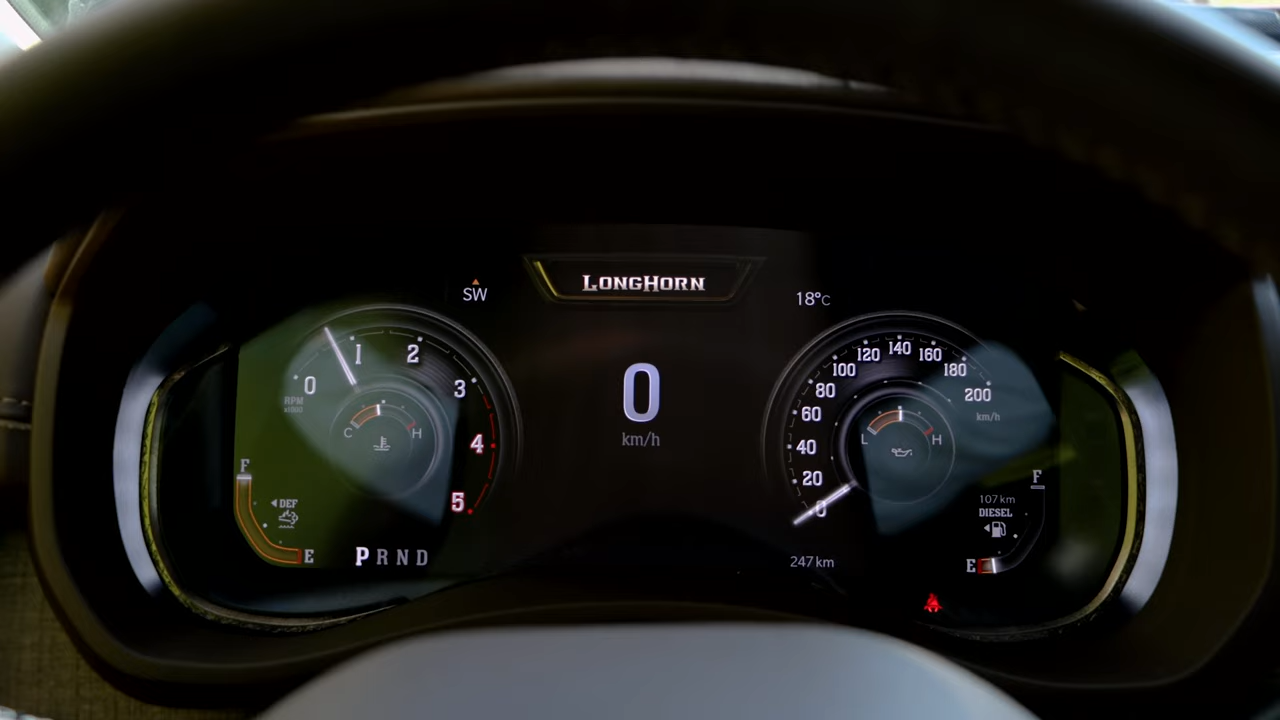 LONGHORN
SW
18°C
0
1
2
3
4
5
RPM
x1000
C
H
0
km/h
0
20
40
60
80
100
120
140
160
180
200
km/h
L
H
F
DEF
E
P R N D
F
107 km
DIESEL
E
247 km